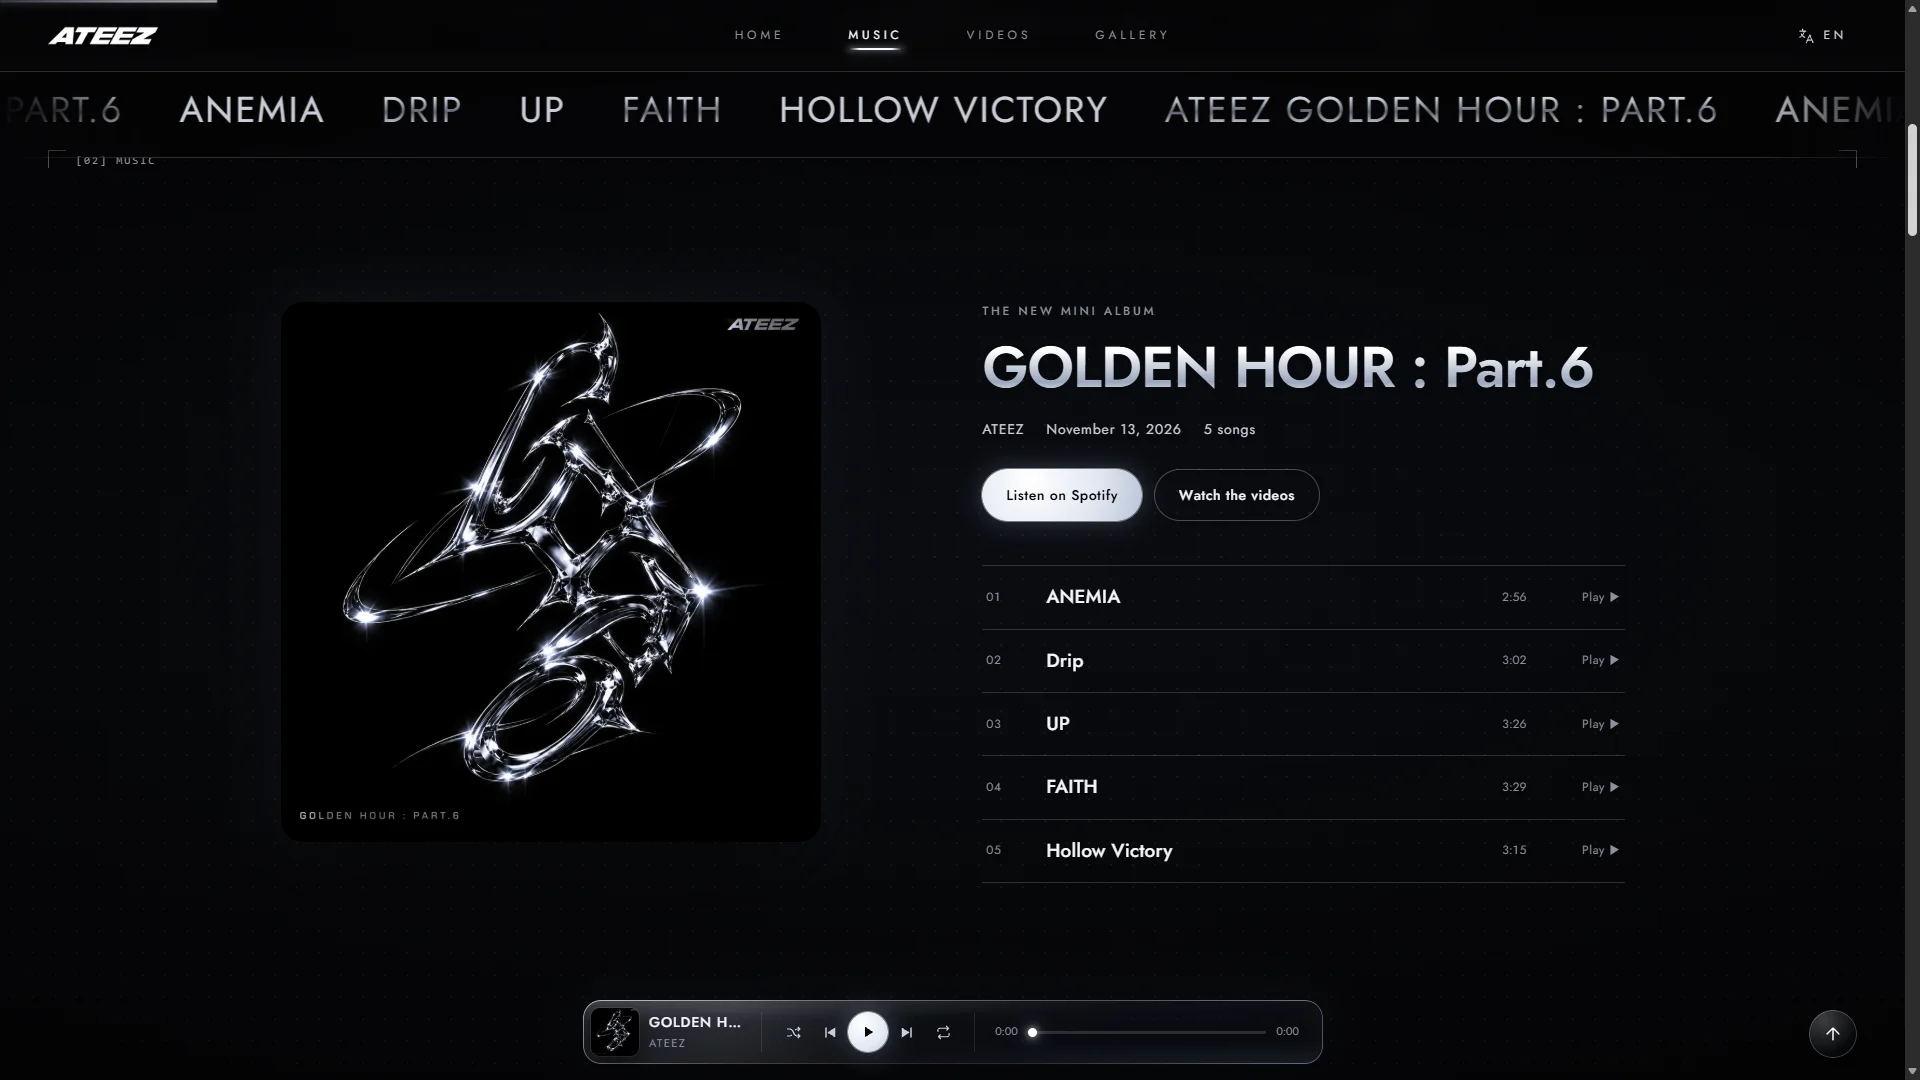 ATEEZ
HOME MUSIC VIDEOS GALLERY
EN
PART.6 ANEMIA DRIP UP FAITH HOLLOW VICTORY ATEEZ GOLDEN HOUR : PART.6 ANEMI
[02] MUSIC
ATEEZ
GOLDEN HOUR : PART.6
THE NEW MINI ALBUM
GOLDEN HOUR : Part.6
ATEEZ November 13, 2026 5 songs
Listen on Spotify Watch the videos
01 ANEMIA 2:56 Play
02 Drip 3:02 Play
03 UP 3:26 Play
04 FAITH 3:29 Play
05 Hollow Victory 3:15 Play
GOLDEN H...
ATEEZ
0:00 0:00